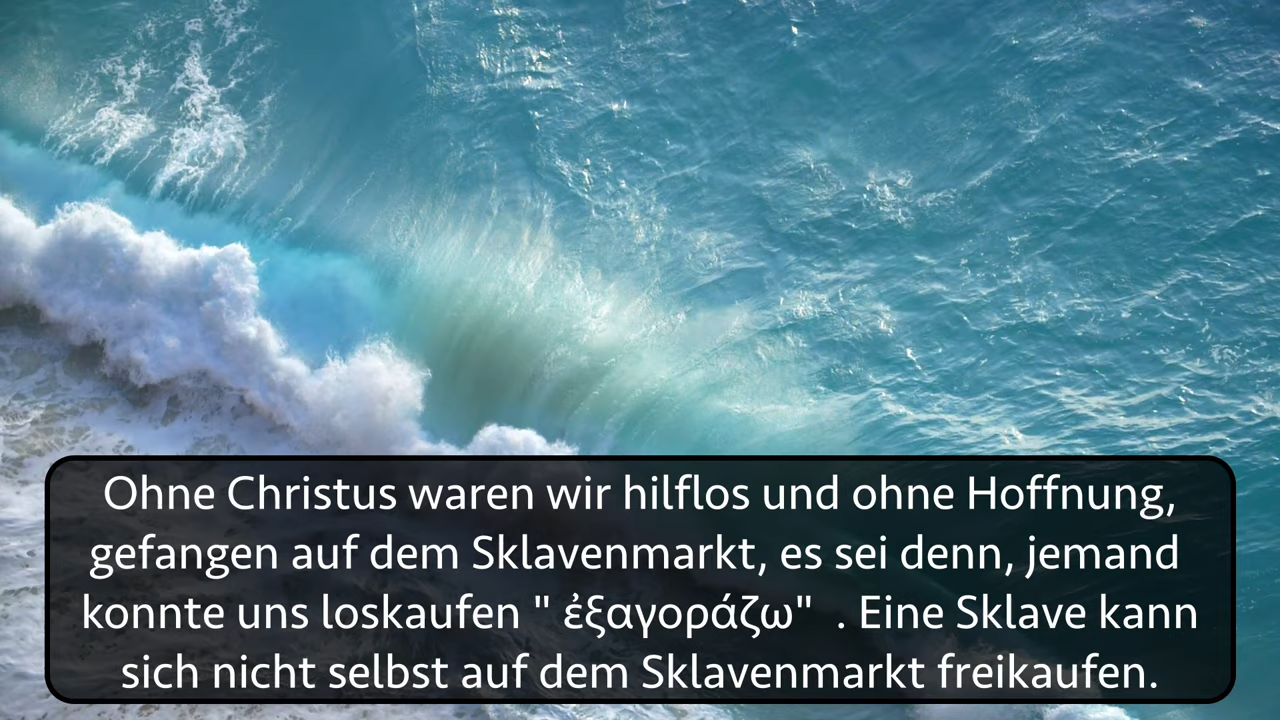 Ohne Christus waren wir hilflos und ohne Hoffnung,
gefangen auf dem Sklavenmarkt, es sei denn, jemand
konnte uns loskaufen " ἐξαγοράζω"  . Eine Sklave kann
sich nicht selbst auf dem Sklavenmarkt freikaufen.